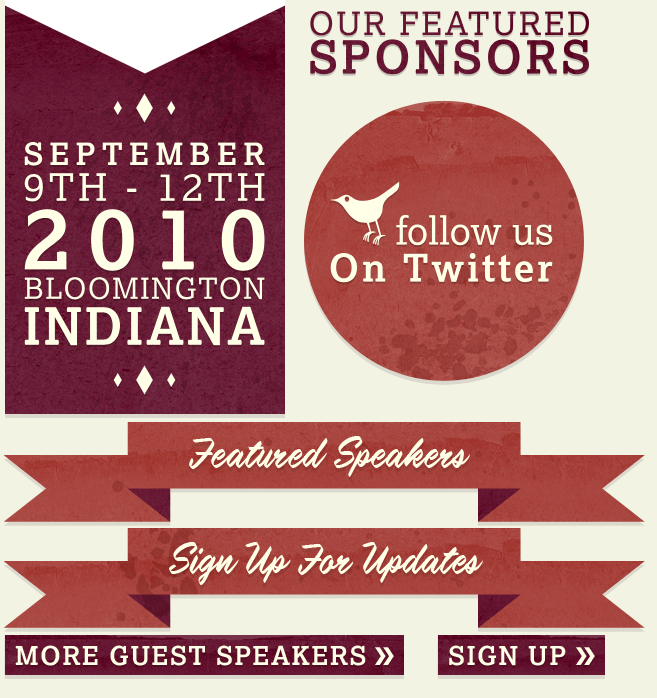 SEPTEMBER
9TH - 12TH
2010
BLOOMINGTON
INDIANA
OUR FEATURED
SPONSORS
follow us
On Twitter
Featured Speakers
Sign Up For Updates
MORE GUEST SPEAKERS »
SIGN UP »